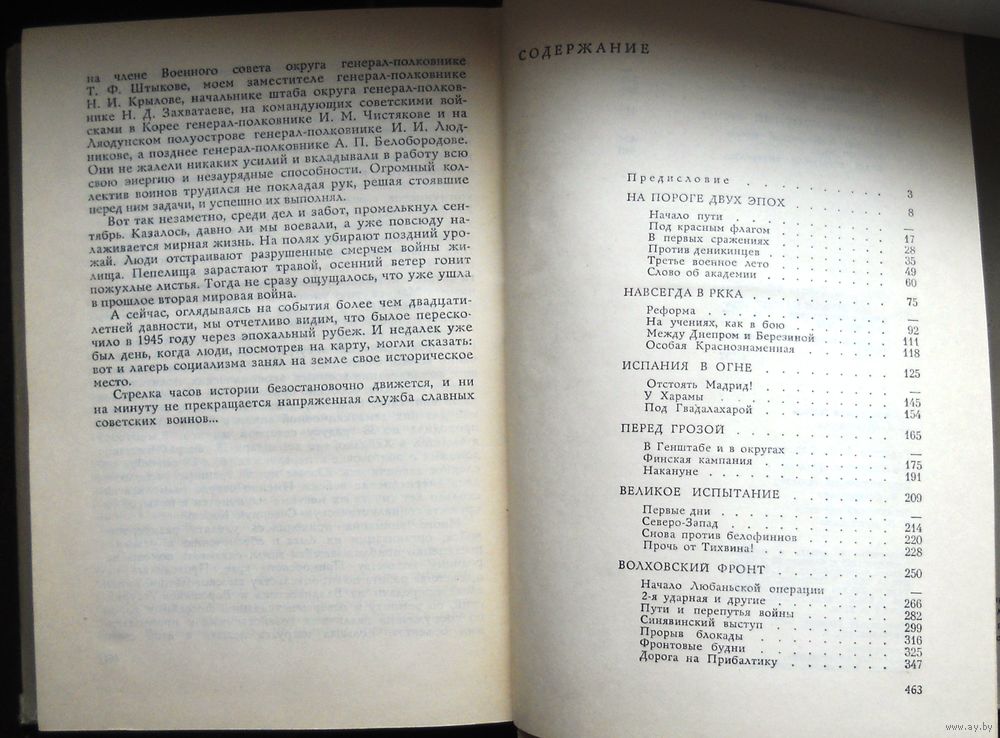 на члене Военного совета округа генерал-полковнике
Т. Ф. Штыкове, моем заместителе генерал-полковнике
Н. И. Крылове, начальнике штаба округа генерал-полков-
нике Н. Д. Захватаеве, на командующих советскими вой-
сками в Корее генерал-полковнике И. М. Чистякове и на
Ляодунском полуострове генерал-полковнике И. И. Люд-
никове, а позднее генерал-полковнике А. П. Белобородове.
Они не жалели никаких усилий и вкладывали в работу всю
свою энергию и незаурядные способности. Огромный кол-
лектив воинов трудился не покладая рук, решая стоявшие
перед ним задачи, и успешно их выполнял.
Вот так незаметно, среди дел и забот, промелькнул сен-
тябрь. Казалось, давно ли мы воевали, а уже повсюду на-
лаживается мирная жизнь. На полях убирают поздний уро-
жай. Люди отстраивают разрушенные смерчем войны жи-
лища. Пепелища зарастают травой, осенний ветер гонит
пожухлые листья. Тогда не сразу ощущалось, что уже ушла
в прошлое вторая мировая война.
А сейчас, оглядываясь на события более чем двадцати-
летней давности, мы отчетливо видим, что былое переско-
чило в 1945 году через эпохальный рубеж. И недалек уже
был день, когда люди, посмотрев на карту, могли сказать:
вот и лагерь социализма занял на земле свое историческое
место.
Стрелка часов истории безостановочно движется, и ни
на минуту не прекращается напряженная служба славных
советских воинов...
СОДЕРЖАНИЕ
Предисловие . . . . . . . . . 3
НА ПОРОГЕ ДВУХ ЭПОХ . . . . . . 8
Начало пути . . . . . . . . —
Под красным флагом . . . . . . 17
В первых сражениях . . . . . . 28
Против деникинцев . . . . . . 35
Третье военное лето . . . . . . 49
Слово об академии . . . . . . 60
НАВСЕГДА В РККА . . . . . . . 75
Реформа . . . . . . . . . —
На учениях, как в бою . . . . . 92
Между Днепром и Березиной . . . . 111
Особая Краснознаменная . . . . . 118
ИСПАНИЯ В ОГНЕ . . . . . . . 125
Отстоять Мадрид! . . . . . . . —
У Харамы . . . . . . . . . 145
Под Гвадалахарой . . . . . . . 154
ПЕРЕД ГРОЗОЙ . . . . . . . . 165
В Генштабе и в округах . . . . . —
Финская кампания . . . . . . . 175
Накануне . . . . . . . . . 191
ВЕЛИКОЕ ИСПЫТАНИЕ . . . . . . 209
Первые дни . . . . . . . . —
Северо-Запад . . . . . . . . 214
Снова против белофиннов . . . . . 220
Прочь от Тихвина! . . . . . . . 228
ВОЛХОВСКИЙ ФРОНТ . . . . . . 250
Начало Любаньской операции . . . . —
2-я ударная и другие . . . . . . 266
Пути и перепутья войны . . . . . 282
Синявинский выступ . . . . . . 299
Прорыв блокады . . . . . . . 316
Фронтовые будни . . . . . . . 325
Дорога на Прибалтику . . . . . . 347
463
www.ay.by